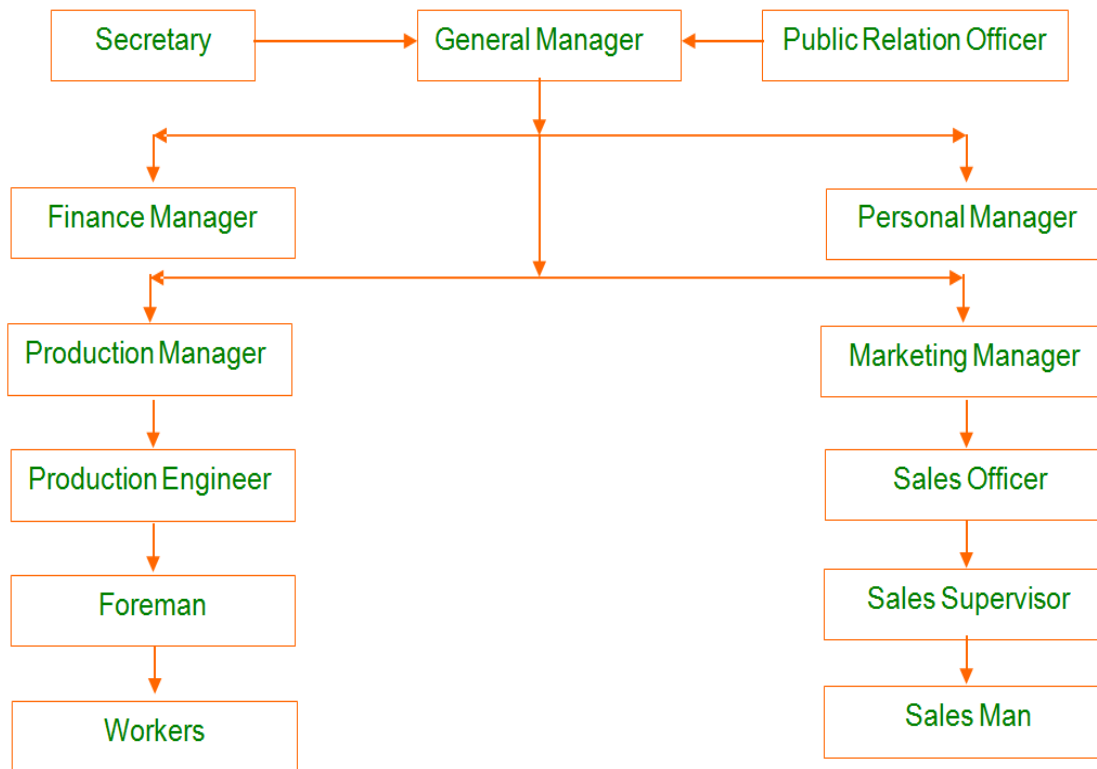 Secretary
General Manager
Public Relation Officer
Finance Manager
Personal Manager
Production Manager
Marketing Manager
Production Engineer
Sales Officer
Foreman
Sales Supervisor
Workers
Sales Man